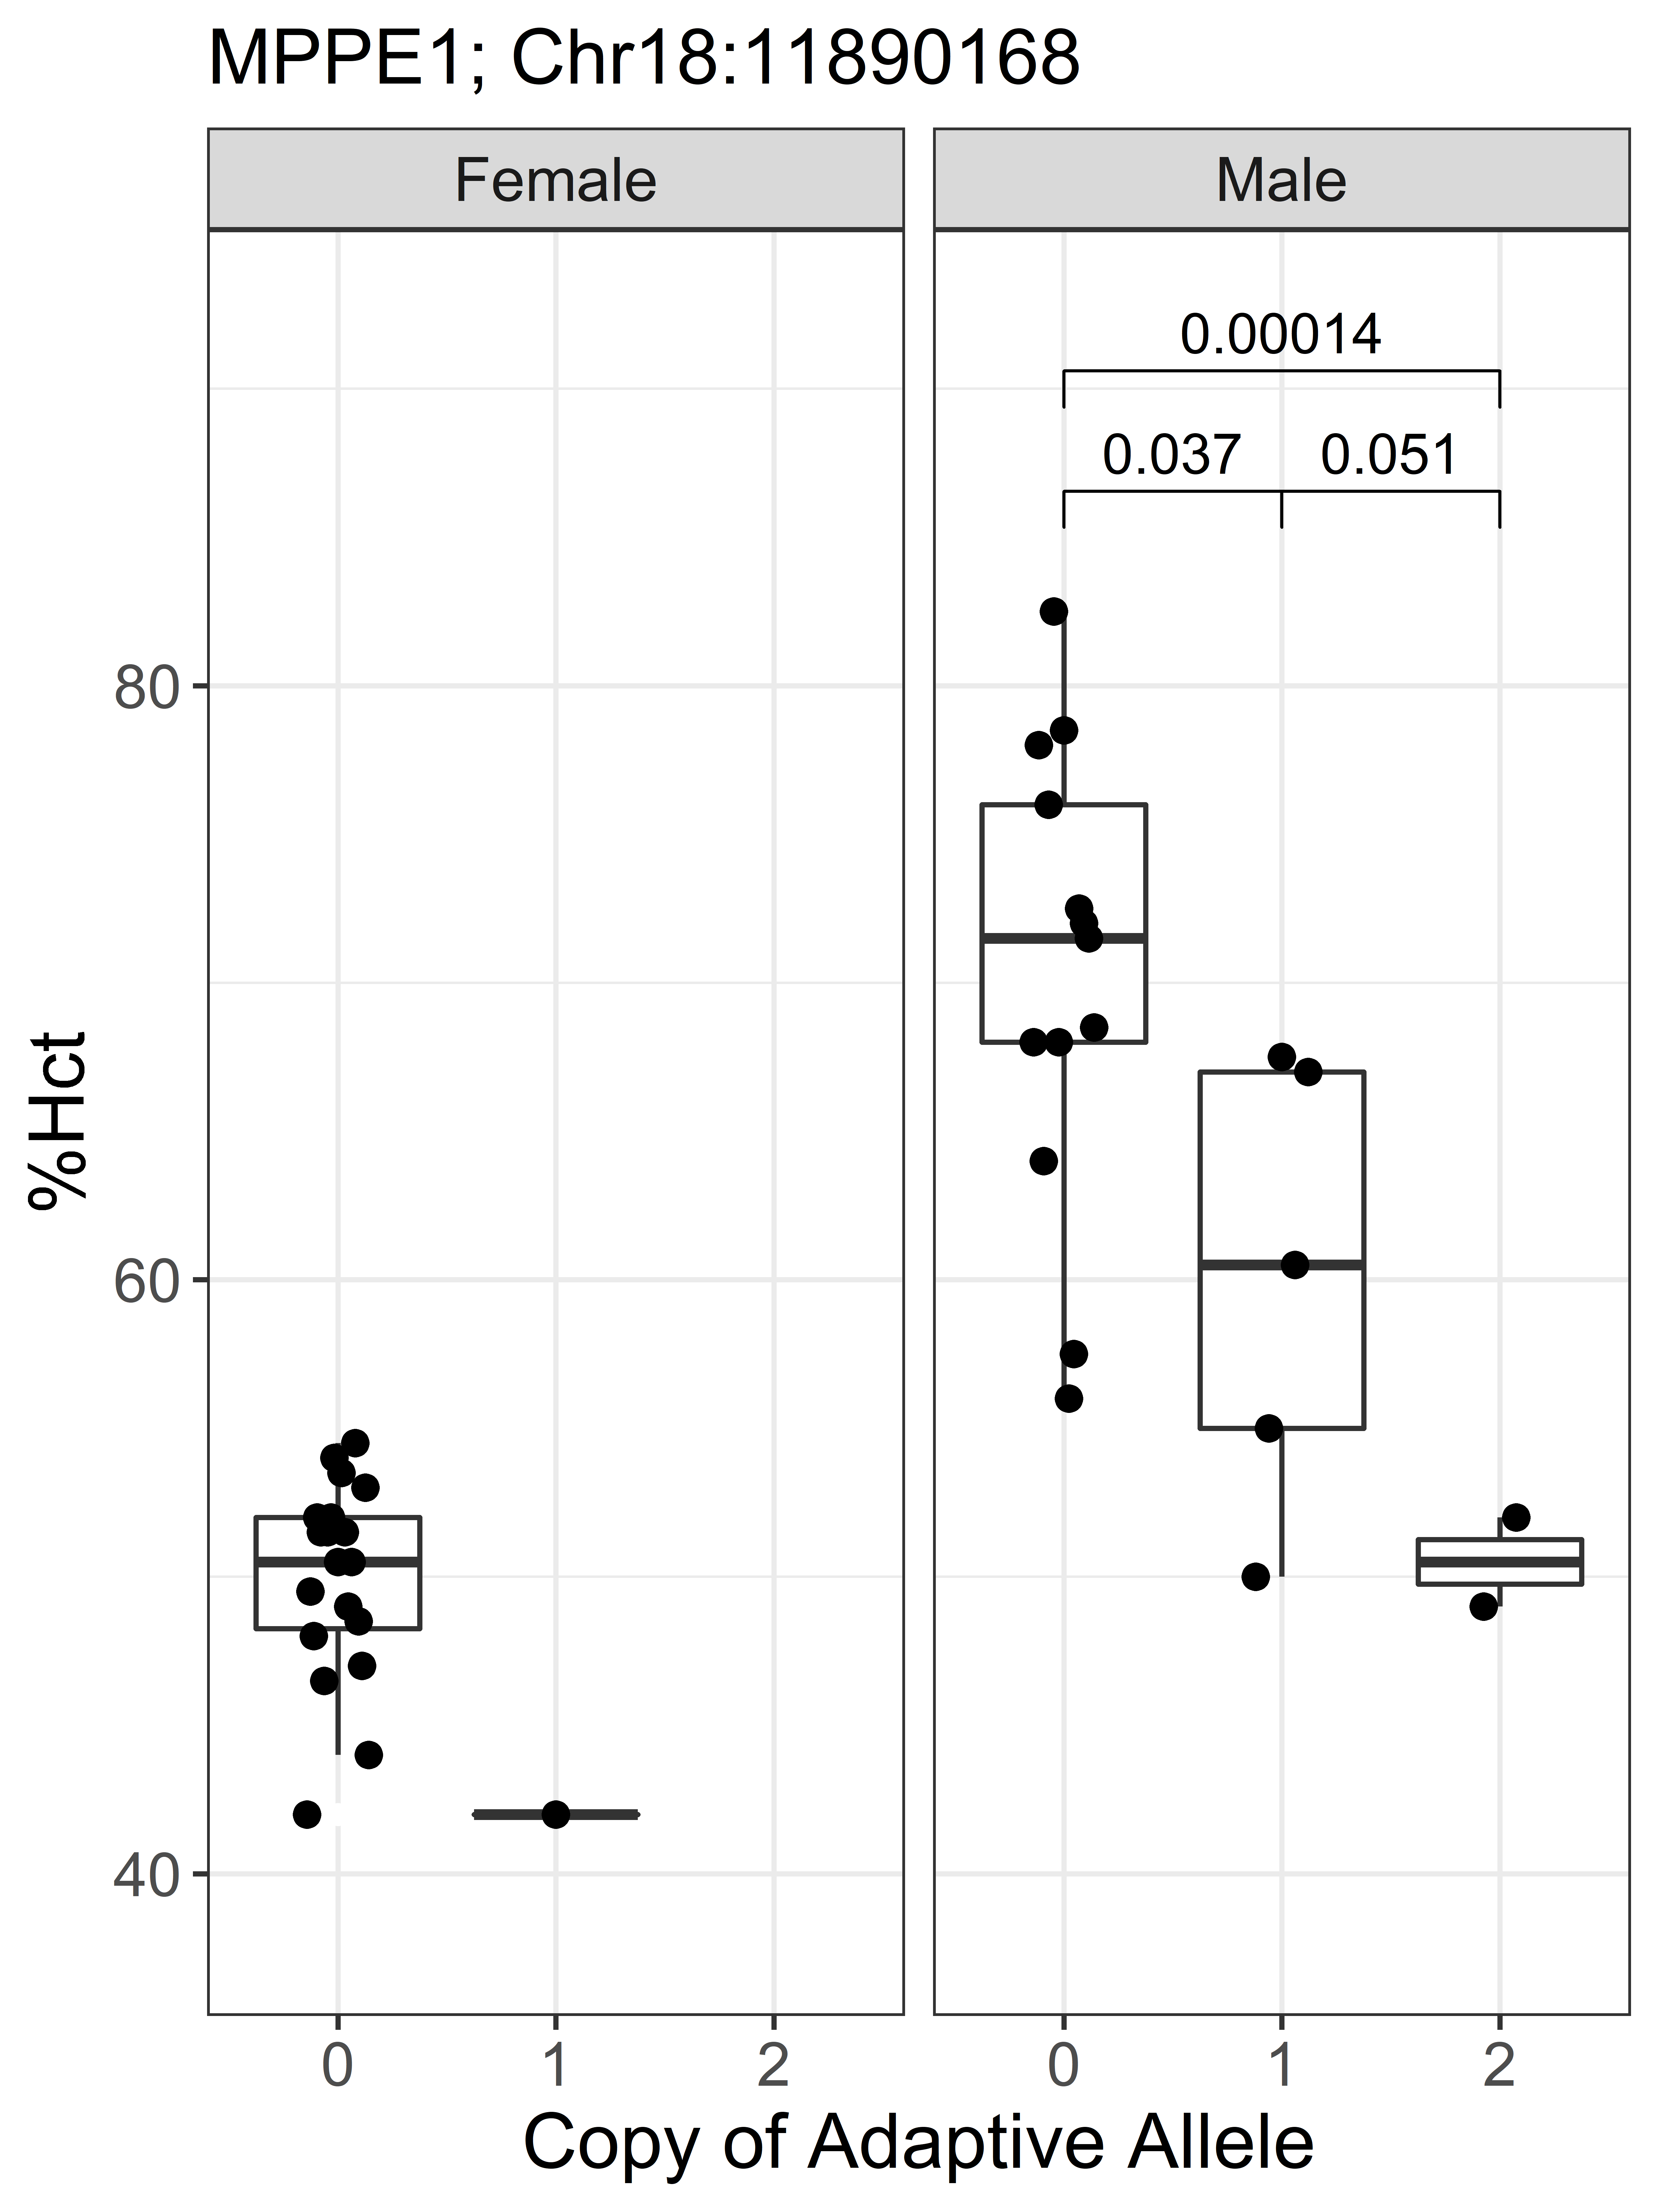 MPPE1; Chr18:11890168
Female
Male
0.00014
0.037
0.051
80
60
40
%Hct
0
1
2
0
1
2
Copy of Adaptive Allele